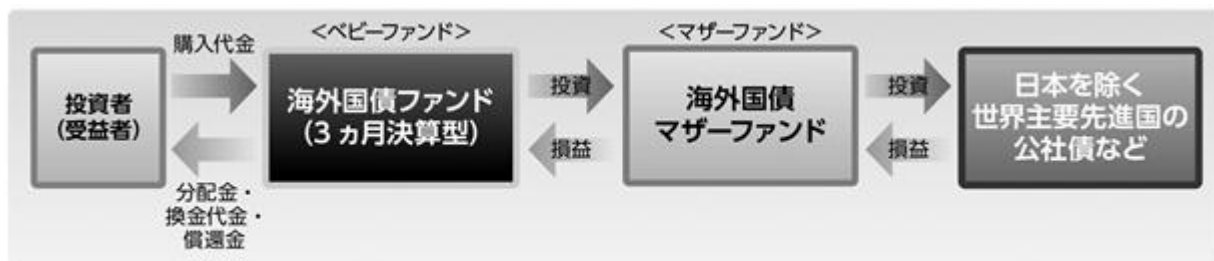 購入代金
<ベビーファンド>
<マザーファンド>
投資者
(受益者)
海外国債ファンド
(3ヵ月決算型)
投資
損益
海外国債
マザーファンド
投資
損益
日本を除く
世界主要先進国の
公社債など
分配金・
換金代金・
償還金